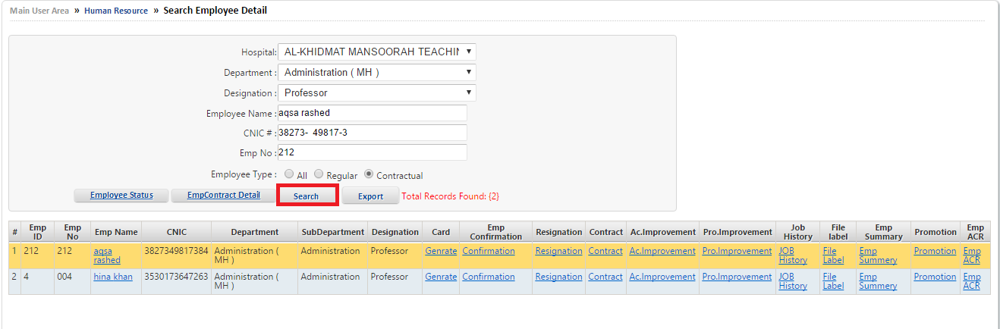 Main User Area » Human Resource » Search Employee Detail
Hospital: AL-KHIDMAT MANSOORAH TEACHIN
Department : Administration ( MH )
Designation : Professor
Employee Name : aqsa rashed
CNIC # : 38273- 49817-3
Emp No : 212
Employee Type : All Regular Contractual
Employee Status EmpContract Detail Search Export Total Records Found: {2}
# Emp ID Emp No Emp Name CNIC Department SubDepartment Designation Card Emp Confirmation Resignation Contract Ac.Improvement Pro.Improvement Job History File label Emp Summary Promotion Emp ACR
1 212 212 aqsa rashed 3827349817384 Administration ( MH ) Administration Professor Genrate Confirmation Resignation Contract Ac.Improvement Pro.Improvement JOB History File Label Emp Summery Promotion Emp ACR
2 4 004 hina khan 3530173647263 Administration ( MH ) Administration Professor Genrate Confirmation Resignation Contract Ac.Improvement Pro.Improvement JOB History File Label Emp Summery Promotion Emp ACR